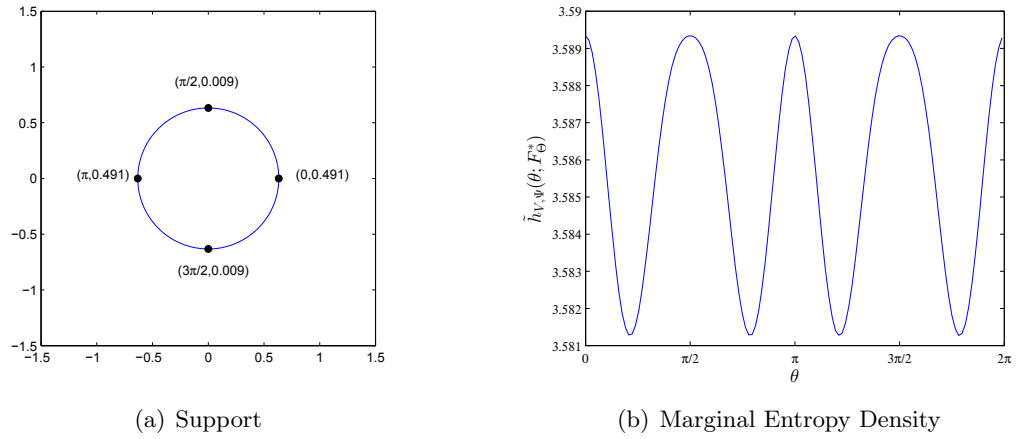 1.5
1
0.5
0
−0.5
−1
−1.5
−1.5 −1 −0.5 0 0.5 1 1.5
(π/2,0.009)
(π,0.491)
(0,0.491)
(3π/2,0.009)
(a) Support
3.59
3.589
3.588
3.587
3.586
3.585
3.584
3.583
3.582
3.581
0 π/2 π 3π/2 2π
θ
h̃_{V,Ψ}(θ; F*_Θ)
(b) Marginal Entropy Density